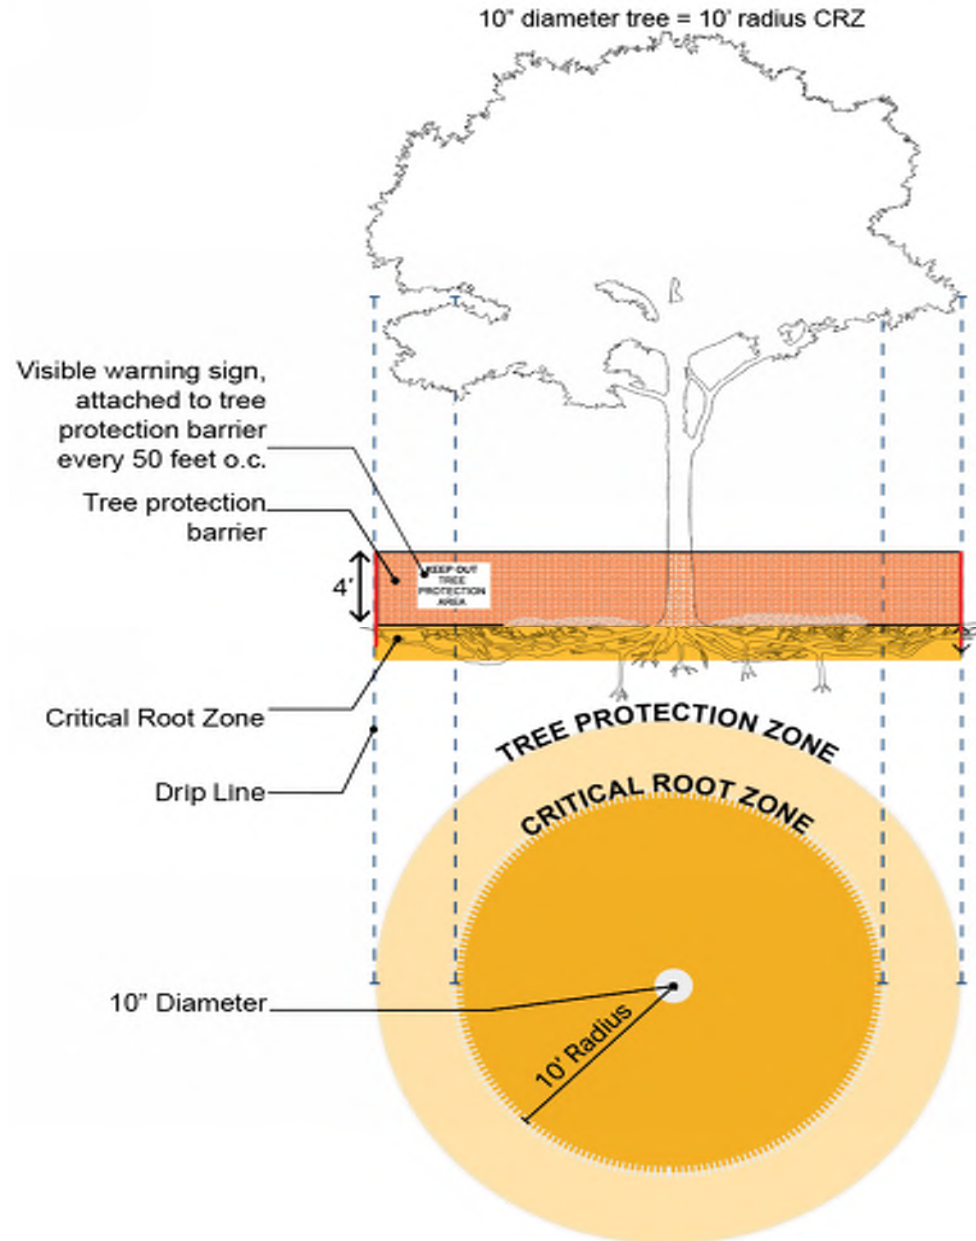 10" diameter tree = 10' radius CRZ
Visible warning sign,
attached to tree
protection barrier
every 50 feet o.c.
Tree protection
barrier
4'
KEEP OUT
TREE
PROTECTION
AREA
Critical Root Zone
Drip Line
TREE PROTECTION ZONE
CRITICAL ROOT ZONE
10" Diameter
10' Radius